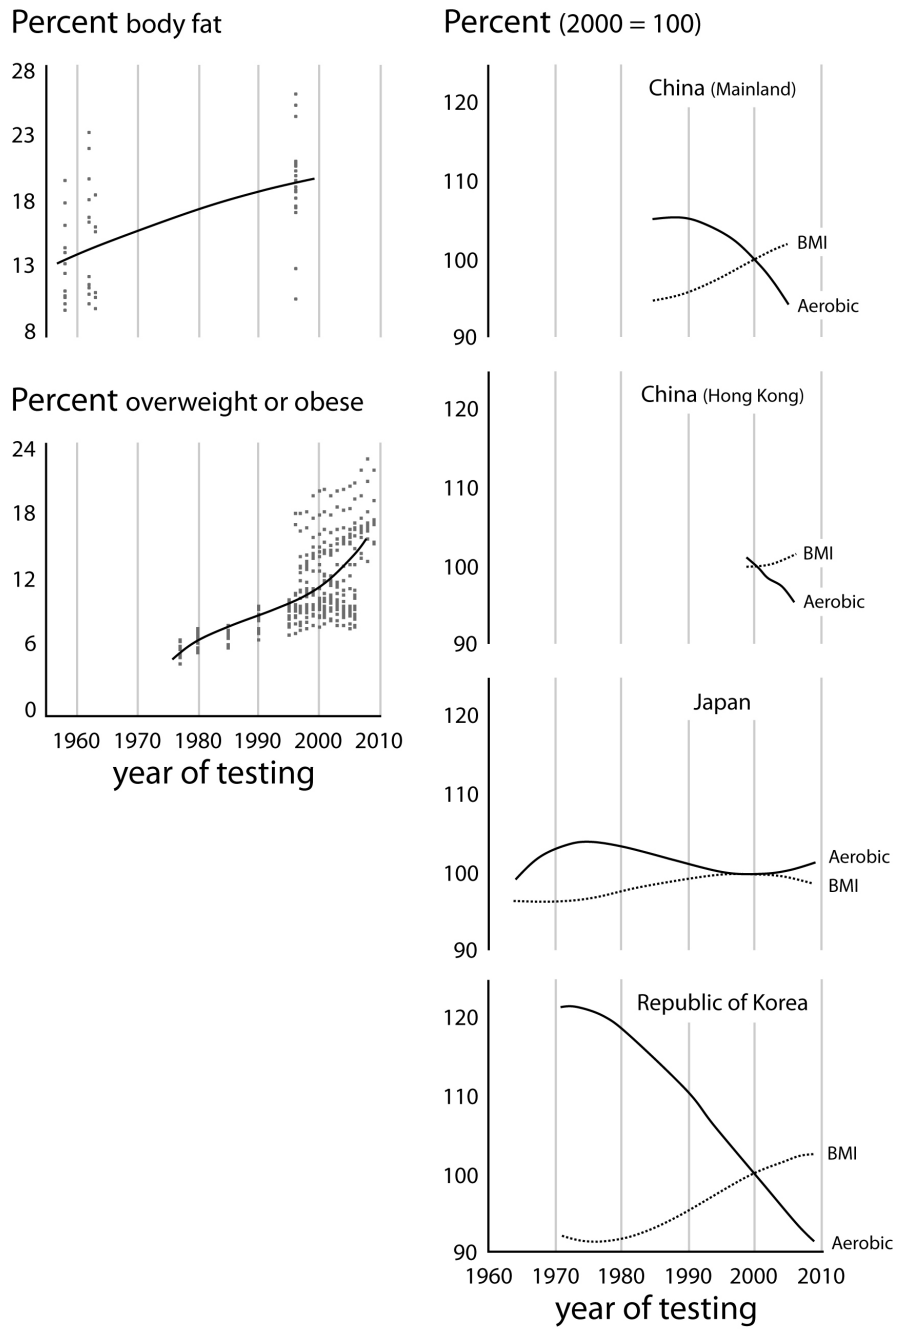 Percent body fat
28
23
18
13
8
Percent overweight or obese
24
18
12
6
0
1960 1970 1980 1990 2000 2010
year of testing
Percent (2000 = 100)
China (Mainland)
120
110
100
90
BMI
Aerobic
China (Hong Kong)
120
110
100
90
BMI
Aerobic
Japan
120
110
100
90
Aerobic
BMI
Republic of Korea
120
110
100
90
BMI
Aerobic
1960 1970 1980 1990 2000 2010
year of testing